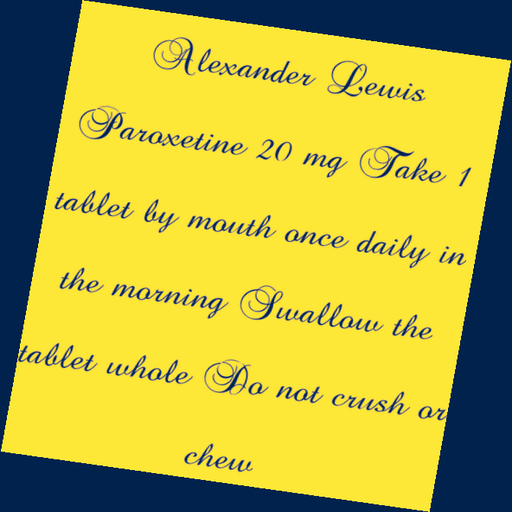 Alexander Lewis
Paroxetine 20 mg Take 1
tablet by mouth once daily in
the morning Swallow the
tablet whole Do not crush or
chew